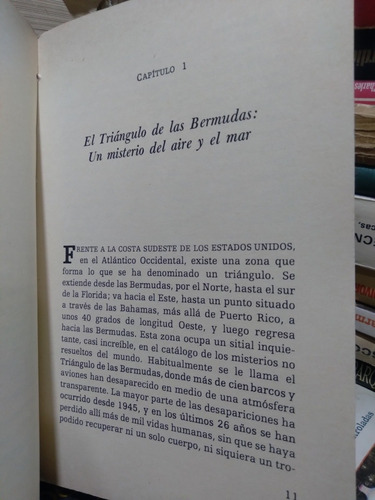 CAPÍTULO 1
El Triángulo de las Bermudas:
Un misterio del aire y el mar
FRENTE A LA COSTA SUDESTE DE LOS ESTADOS UNIDOS,
en el Atlántico Occidental, existe una zona que
forma lo que se ha denominado un triángulo. Se
extiende desde las Bermudas, por el Norte, hasta el sur
de la Florida; va hacia el Este, hasta un punto situado
a través de las Bahamas, más allá de Puerto Rico, a
unos 40 grados de longitud Oeste, y luego regresa
hacia las Bermudas. Esta zona ocupa un sitial inquie-
tante, casi increíble, en el catálogo de los misterios no
resueltos del mundo. Habitualmente se le llama el
Triángulo de las Bermudas, donde más de cien barcos y
aviones han desaparecido en medio de una atmósfera
transparente. La mayor parte de las desapariciones ha
ocurrido desde 1945, y en los últimos 26 años se han
perdido allí más de mil vidas humanas, sin que se haya
podido recuperar ni un solo cuerpo, ni siquiera un tro-
11